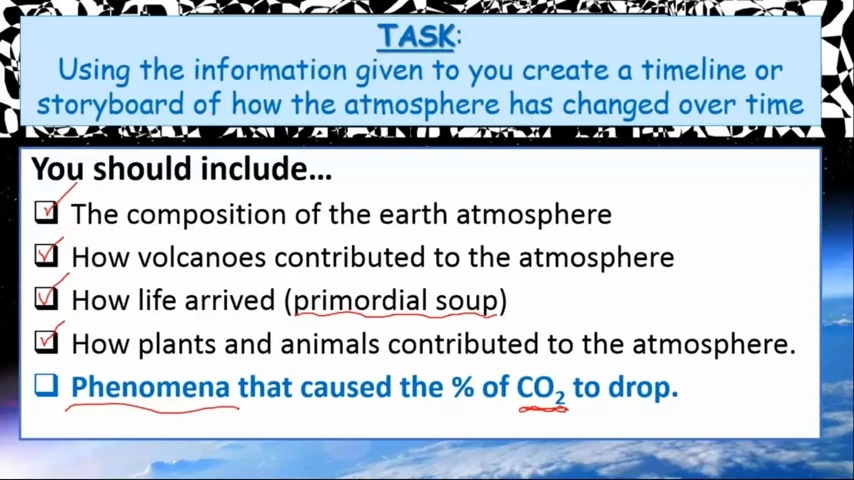 TASK:
Using the information given to you create a timeline or
storyboard of how the atmosphere has changed over time
You should include...
The composition of the earth atmosphere
How volcanoes contributed to the atmosphere
How life arrived (primordial soup)
How plants and animals contributed to the atmosphere.
Phenomena that caused the % of CO₂ to drop.